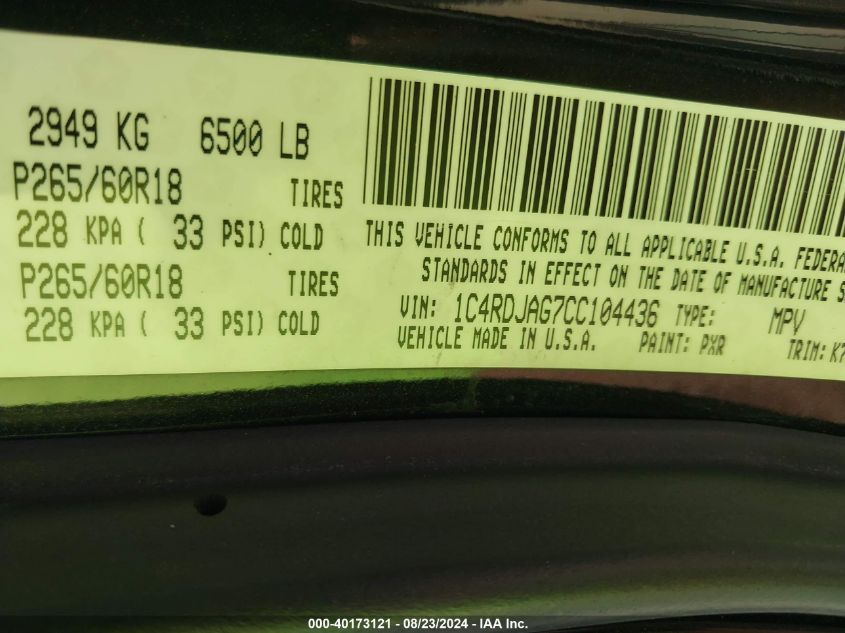 2949 KG 6500 LB
P265/60R18 TIRES
228 KPA ( 33 PSI) COLD
P265/60R18 TIRES
228 KPA ( 33 PSI) COLD
THIS VEHICLE CONFORMS TO ALL APPLICABLE U.S.A. FEDERA
STANDARDS IN EFFECT ON THE DATE OF MANUFACTURE S
VIN: 1C4RDJAG7CC104436 TYPE: MPV
VEHICLE MADE IN U.S.A. PAINT: PXR TRIM: K7
000-40173121 - 08/23/2024 - IAA Inc.